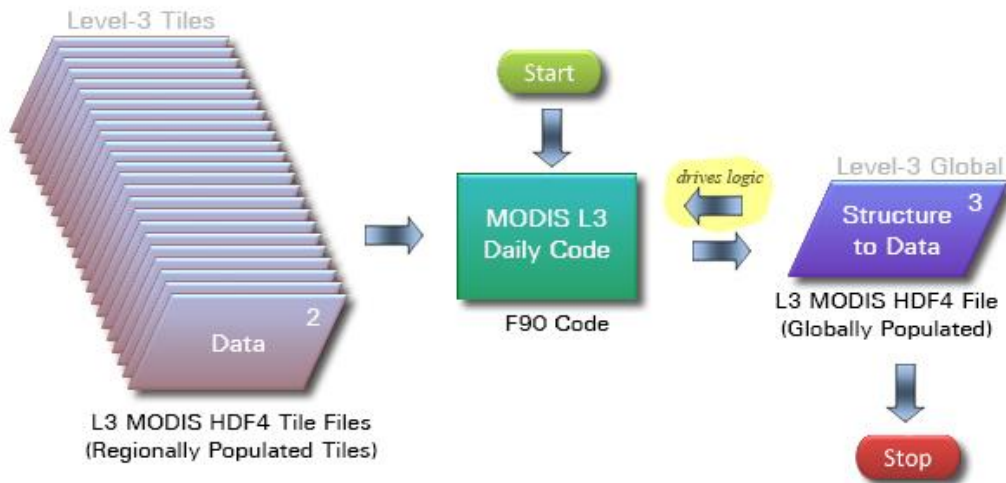 Level-3 Tiles
2
Data
L3 MODIS HDF4 Tile Files
(Regionally Populated Tiles)
Start
MODIS L3
Daily Code
F90 Code
drives logic
Level-3 Global
3
Structure
to Data
L3 MODIS HDF4 File
(Globally Populated)
Stop